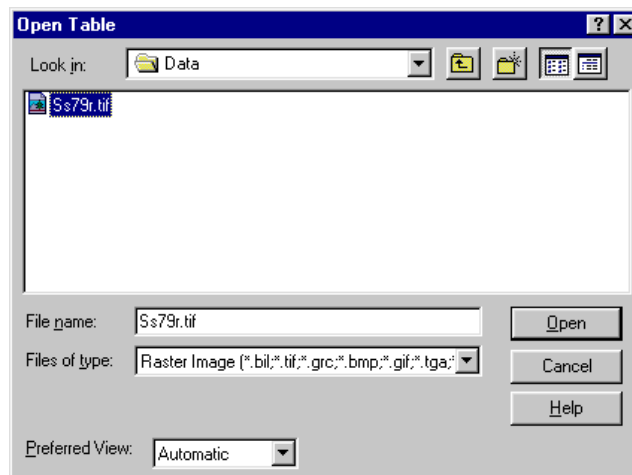 Open Table
Look in: Data
Ss79r.tif
File name: Ss79r.tif Open
Files of type: Raster Image (*.bil;*.tif;*.grc;*.bmp;*.gif;*.tga;* Cancel
Help
Preferred View: Automatic